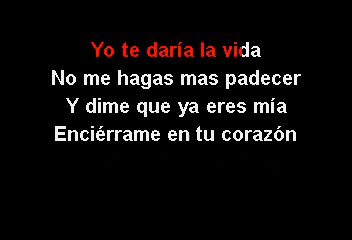 Yo te daría la vida
No me hagas mas padecer
Y dime que ya eres mía
Enciérrame en tu corazón